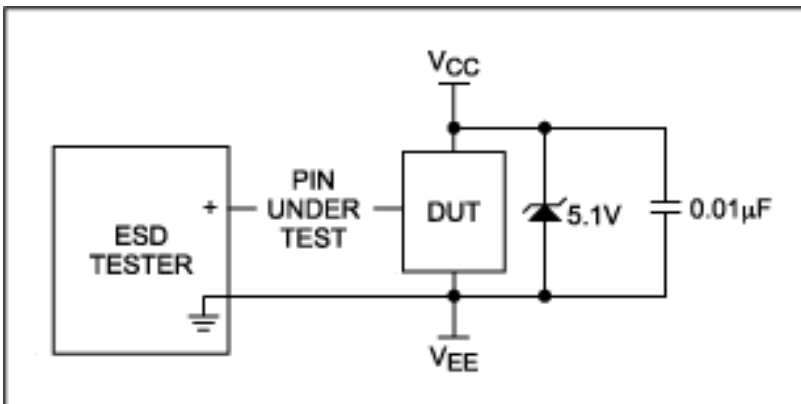 VCC
PIN
UNDER
TEST
+
ESD
TESTER
DUT
5.1V
0.01µF
VEE